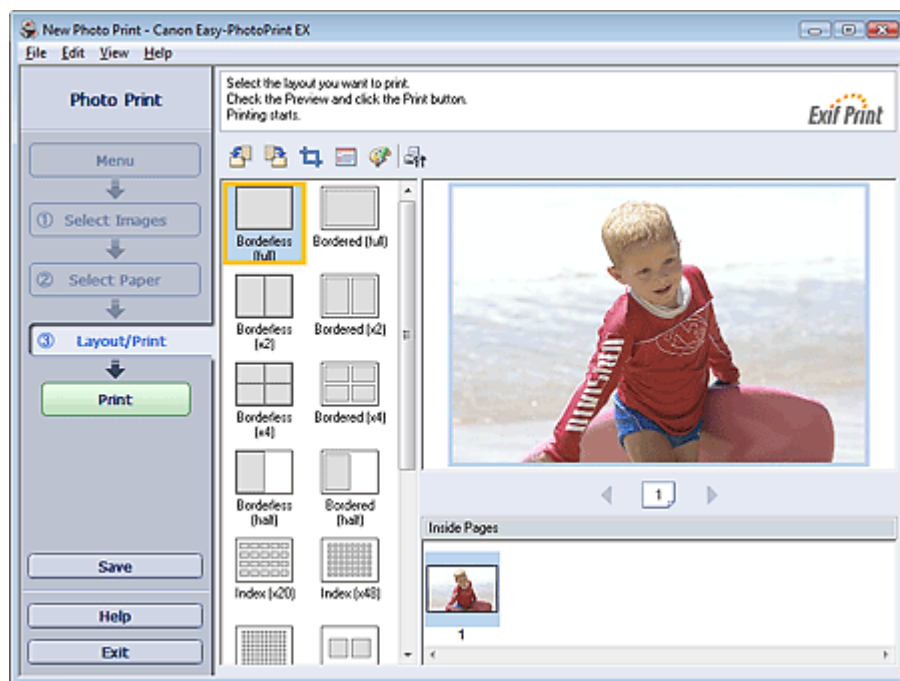 New Photo Print - Canon Easy-PhotoPrint EX
File Edit View Help
Photo Print
Select the layout you want to print.
Check the Preview and click the Print button.
Printing starts.
Exif Print
Menu
① Select Images
② Select Paper
③ Layout/Print
Print
Save
Help
Exit
Borderless
(full)
Bordered (full)
Borderless
(x2)
Bordered (x2)
Borderless
(x4)
Bordered (x4)
Borderless
(half)
Bordered
(half)
Index (x20)
Index (x48)
1
Inside Pages
1